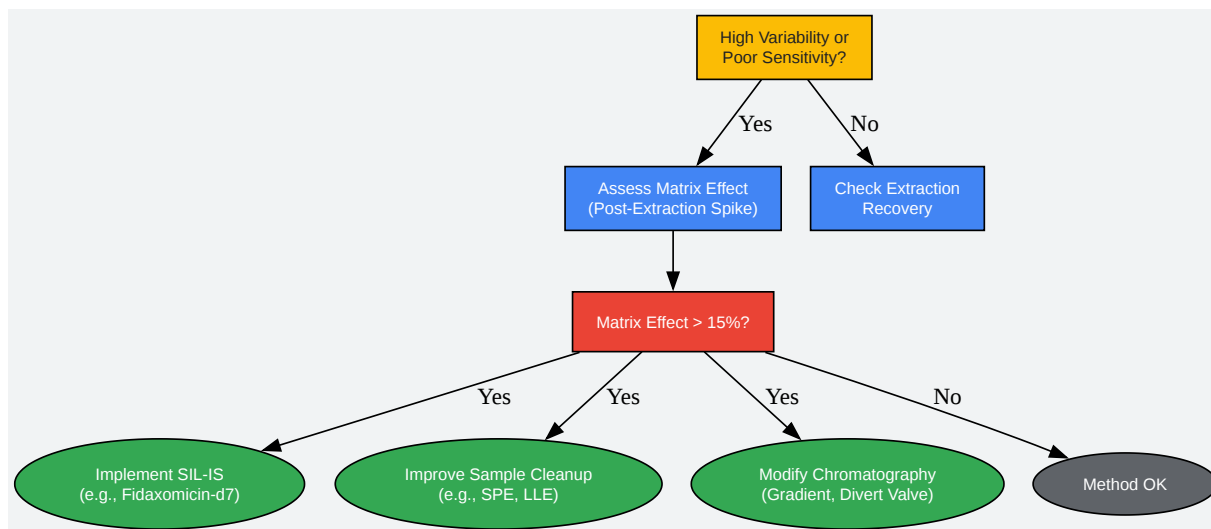 High Variability or
Poor Sensitivity?
Yes
No
Assess Matrix Effect
(Post-Extraction Spike)
Check Extraction
Recovery
Matrix Effect > 15%?
Yes
Yes
Yes
No
Implement SIL-IS
(e.g., Fidaxomicin-d7)
Improve Sample Cleanup
(e.g., SPE, LLE)
Modify Chromatography
(Gradient, Divert Valve)
Method OK